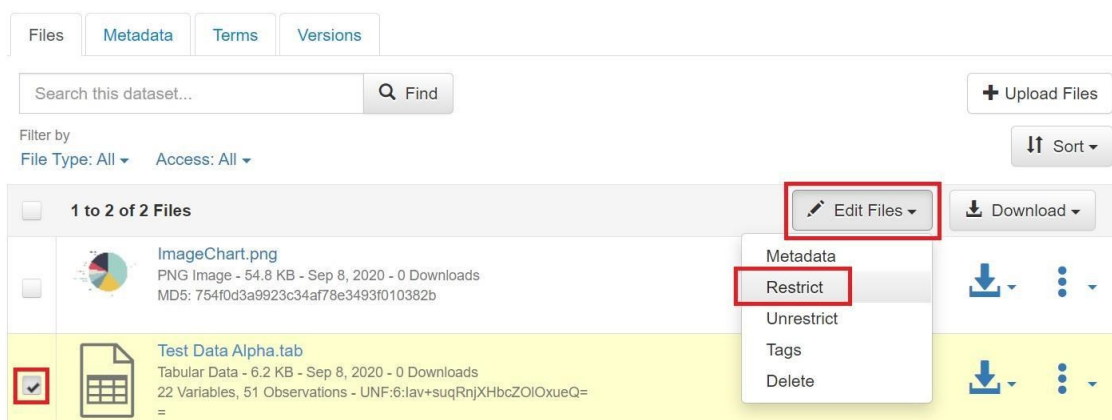 Files Metadata Terms Versions
Search this dataset... Find
Upload Files
Filter by
File Type: All Access: All
Sort
1 to 2 of 2 Files
Edit Files
Download
ImageChart.png
PNG Image - 54.8 KB - Sep 8, 2020 - 0 Downloads
MD5: 754f0d3a9923c34af78e3493f010382b
Metadata
Restrict
Unrestrict
Tags
Delete
Test Data Alpha.tab
Tabular Data - 6.2 KB - Sep 8, 2020 - 0 Downloads
22 Variables, 51 Observations - UNF:6:Iav+suqRnjXHbcZOlOxueQ=
=